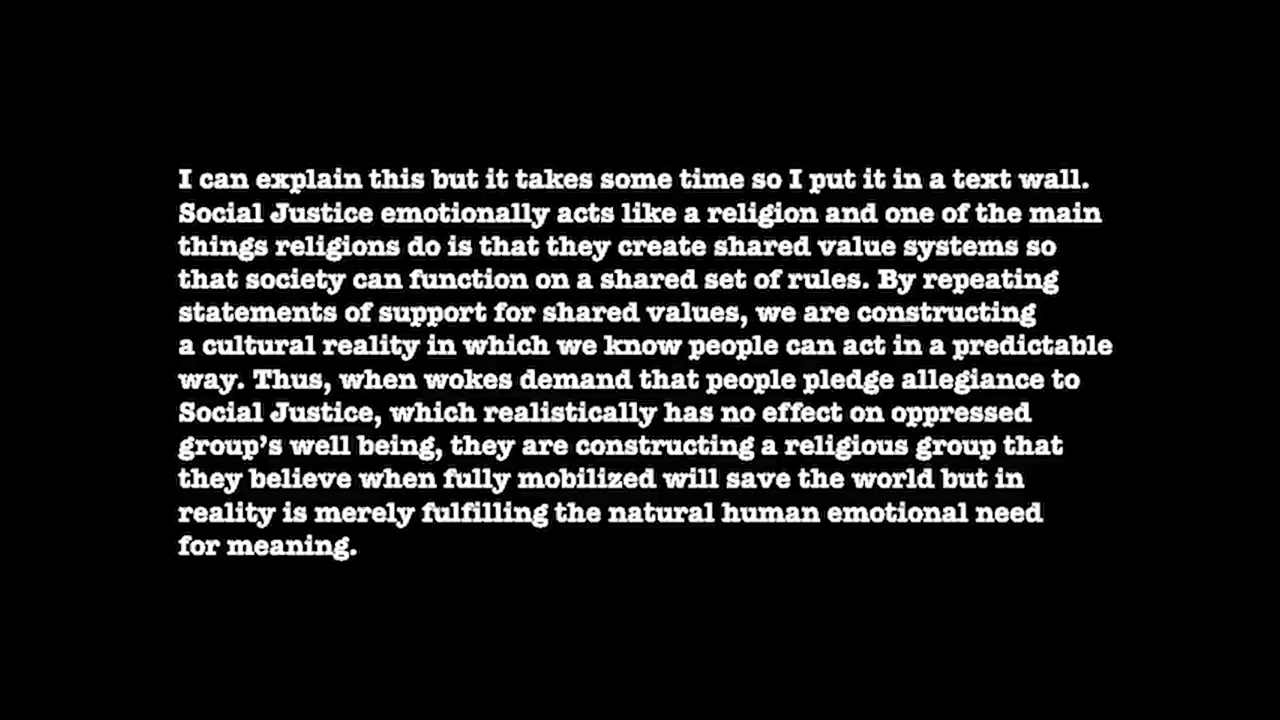 I can explain this but it takes some time so I put it in a text wall.
Social Justice emotionally acts like a religion and one of the main
things religions do is that they create shared value systems so
that society can function on a shared set of rules. By repeating
statements of support for shared values, we are constructing
a cultural reality in which we know people can act in a predictable
way. Thus, when wokes demand that people pledge allegiance to
Social Justice, which realistically has no effect on oppressed
group's well being, they are constructing a religious group that
they believe when fully mobilized will save the world but in
reality is merely fulfilling the natural human emotional need
for meaning.